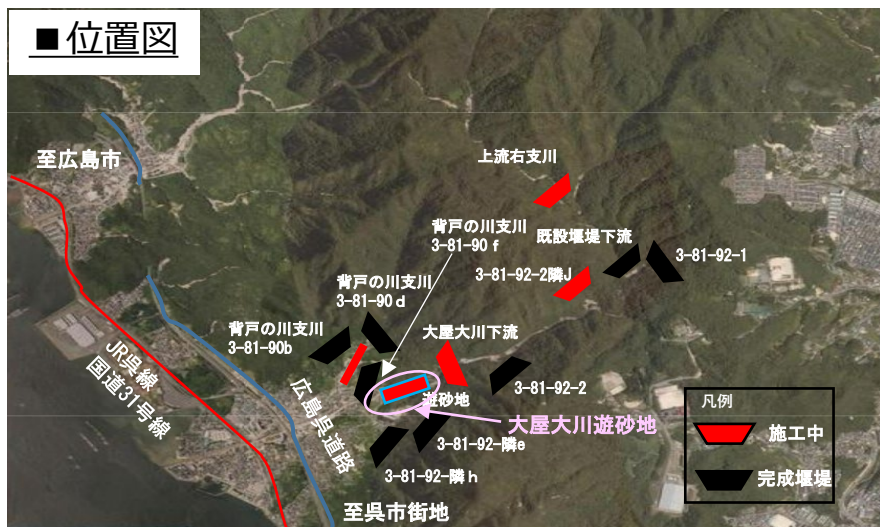 ■位置図
至広島市
上流右支川
背戸の川支川
3-81-90ｆ
既設堰堤下流
3-81-92-1
3-81-92-2隣J
背戸の川支川
3-81-90ｄ
背戸の川支川
3-81-90b
大屋大川下流
3-81-92-2
遊砂地
大屋大川遊砂地
JR呉線
国道31号線
広島呉道路
3-81-92-隣e
3-81-92-隣ｈ
至呉市街地
凡例
施工中
完成堰堤